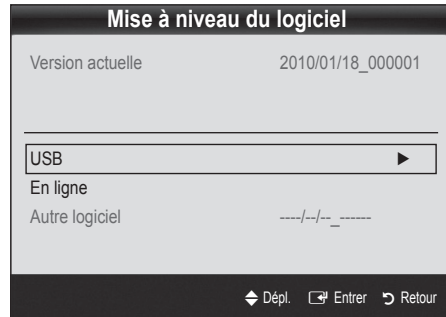 Mise à niveau du logiciel
Version actuelle 2010/01/18_000001
USB ►
En ligne
Autre logiciel ----/--/--_------
Dépl. Entrer Retour